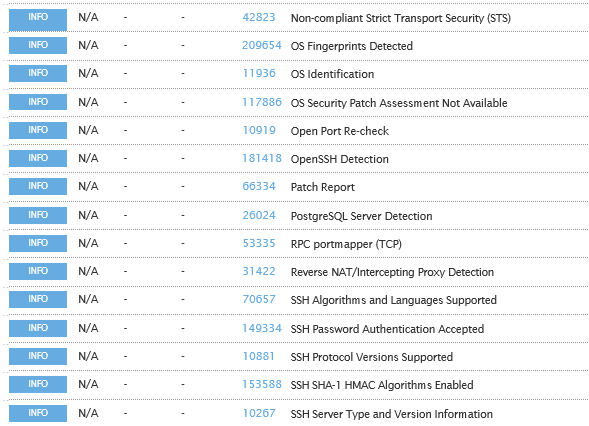 INFO N/A - - 42823 Non-compliant Strict Transport Security (STS)
INFO N/A - - 209654 OS Fingerprints Detected
INFO N/A - - 11936 OS Identification
INFO N/A - - 117886 OS Security Patch Assessment Not Available
INFO N/A - - 10919 Open Port Re-check
INFO N/A - - 181418 OpenSSH Detection
INFO N/A - - 66334 Patch Report
INFO N/A - - 26024 PostgreSQL Server Detection
INFO N/A - - 53335 RPC portmapper (TCP)
INFO N/A - - 31422 Reverse NAT/Intercepting Proxy Detection
INFO N/A - - 70657 SSH Algorithms and Languages Supported
INFO N/A - - 149334 SSH Password Authentication Accepted
INFO N/A - - 10881 SSH Protocol Versions Supported
INFO N/A - - 153588 SSH SHA-1 HMAC Algorithms Enabled
INFO N/A - - 10267 SSH Server Type and Version Information